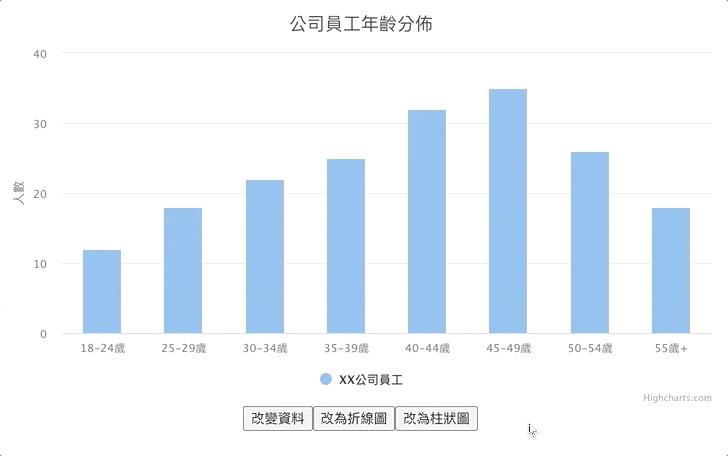 公司員工年齡分佈
40
30
20
10
0
人數
18-24歲 25-29歲 30-34歲 35-39歲 40-44歲 45-49歲 50-54歲 55歲+
XX公司員工
Highcharts.com
改變資料 改為折線圖 改為柱狀圖